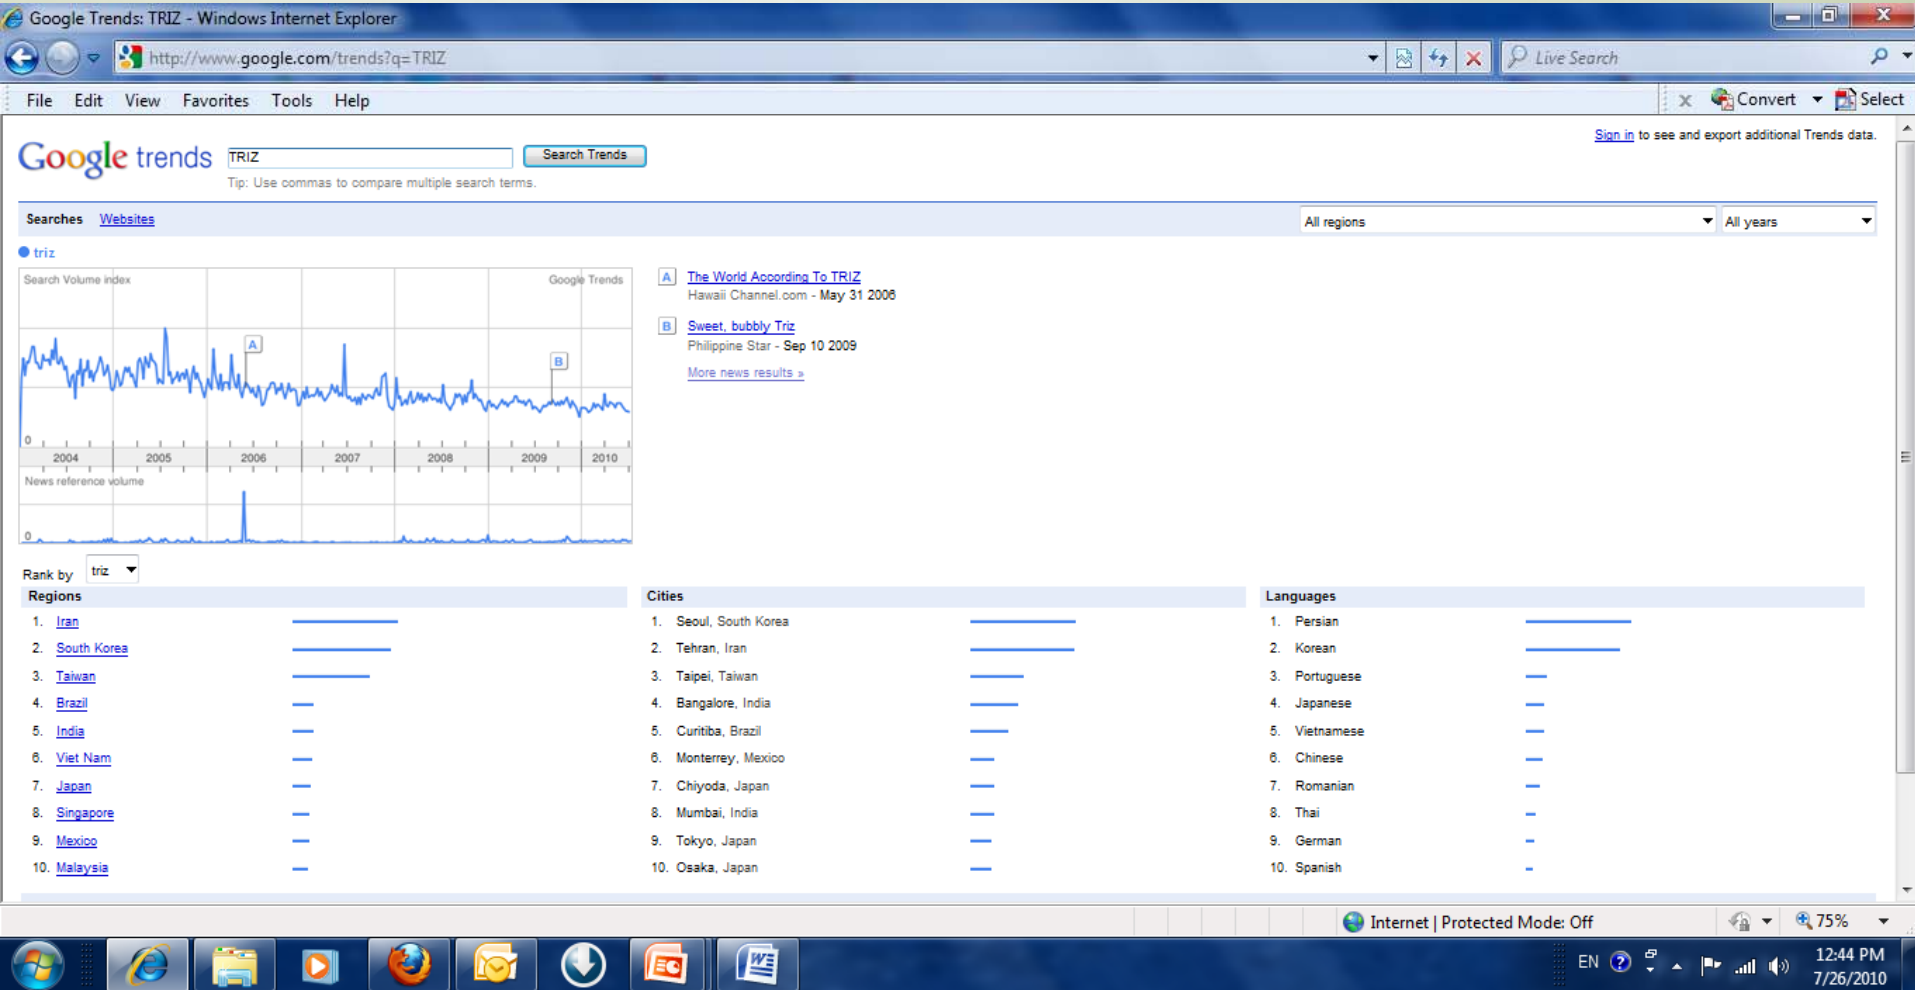 Google Trends: TRIZ - Windows Internet Explorer
http://www.google.com/trends?q=TRIZ
Live Search
File Edit View Favorites Tools Help
x Convert Select
Sign in to see and export additional Trends data.
Google trends TRIZ Search Trends
Tip: Use commas to compare multiple search terms.
Searches Websites All regions All years
triz
Search Volume index Google Trends
A
B
0
2004 2005 2006 2007 2008 2009 2010
News reference volume
0
A The World According To TRIZ
Hawaii Channel.com - May 31 2006
B Sweet, bubbly Triz
Philippine Star - Sep 10 2009
More news results »
Rank by triz
Regions
1. Iran
2. South Korea
3. Taiwan
4. Brazil
5. India
6. Viet Nam
7. Japan
8. Singapore
9. Mexico
10. Malaysia
Cities
1. Seoul, South Korea
2. Tehran, Iran
3. Taipei, Taiwan
4. Bangalore, India
5. Curitiba, Brazil
6. Monterrey, Mexico
7. Chiyoda, Japan
8. Mumbai, India
9. Tokyo, Japan
10. Osaka, Japan
Languages
1. Persian
2. Korean
3. Portuguese
4. Japanese
5. Vietnamese
6. Chinese
7. Romanian
8. Thai
9. German
10. Spanish
Internet | Protected Mode: Off
75%
EN
12:44 PM
7/26/2010